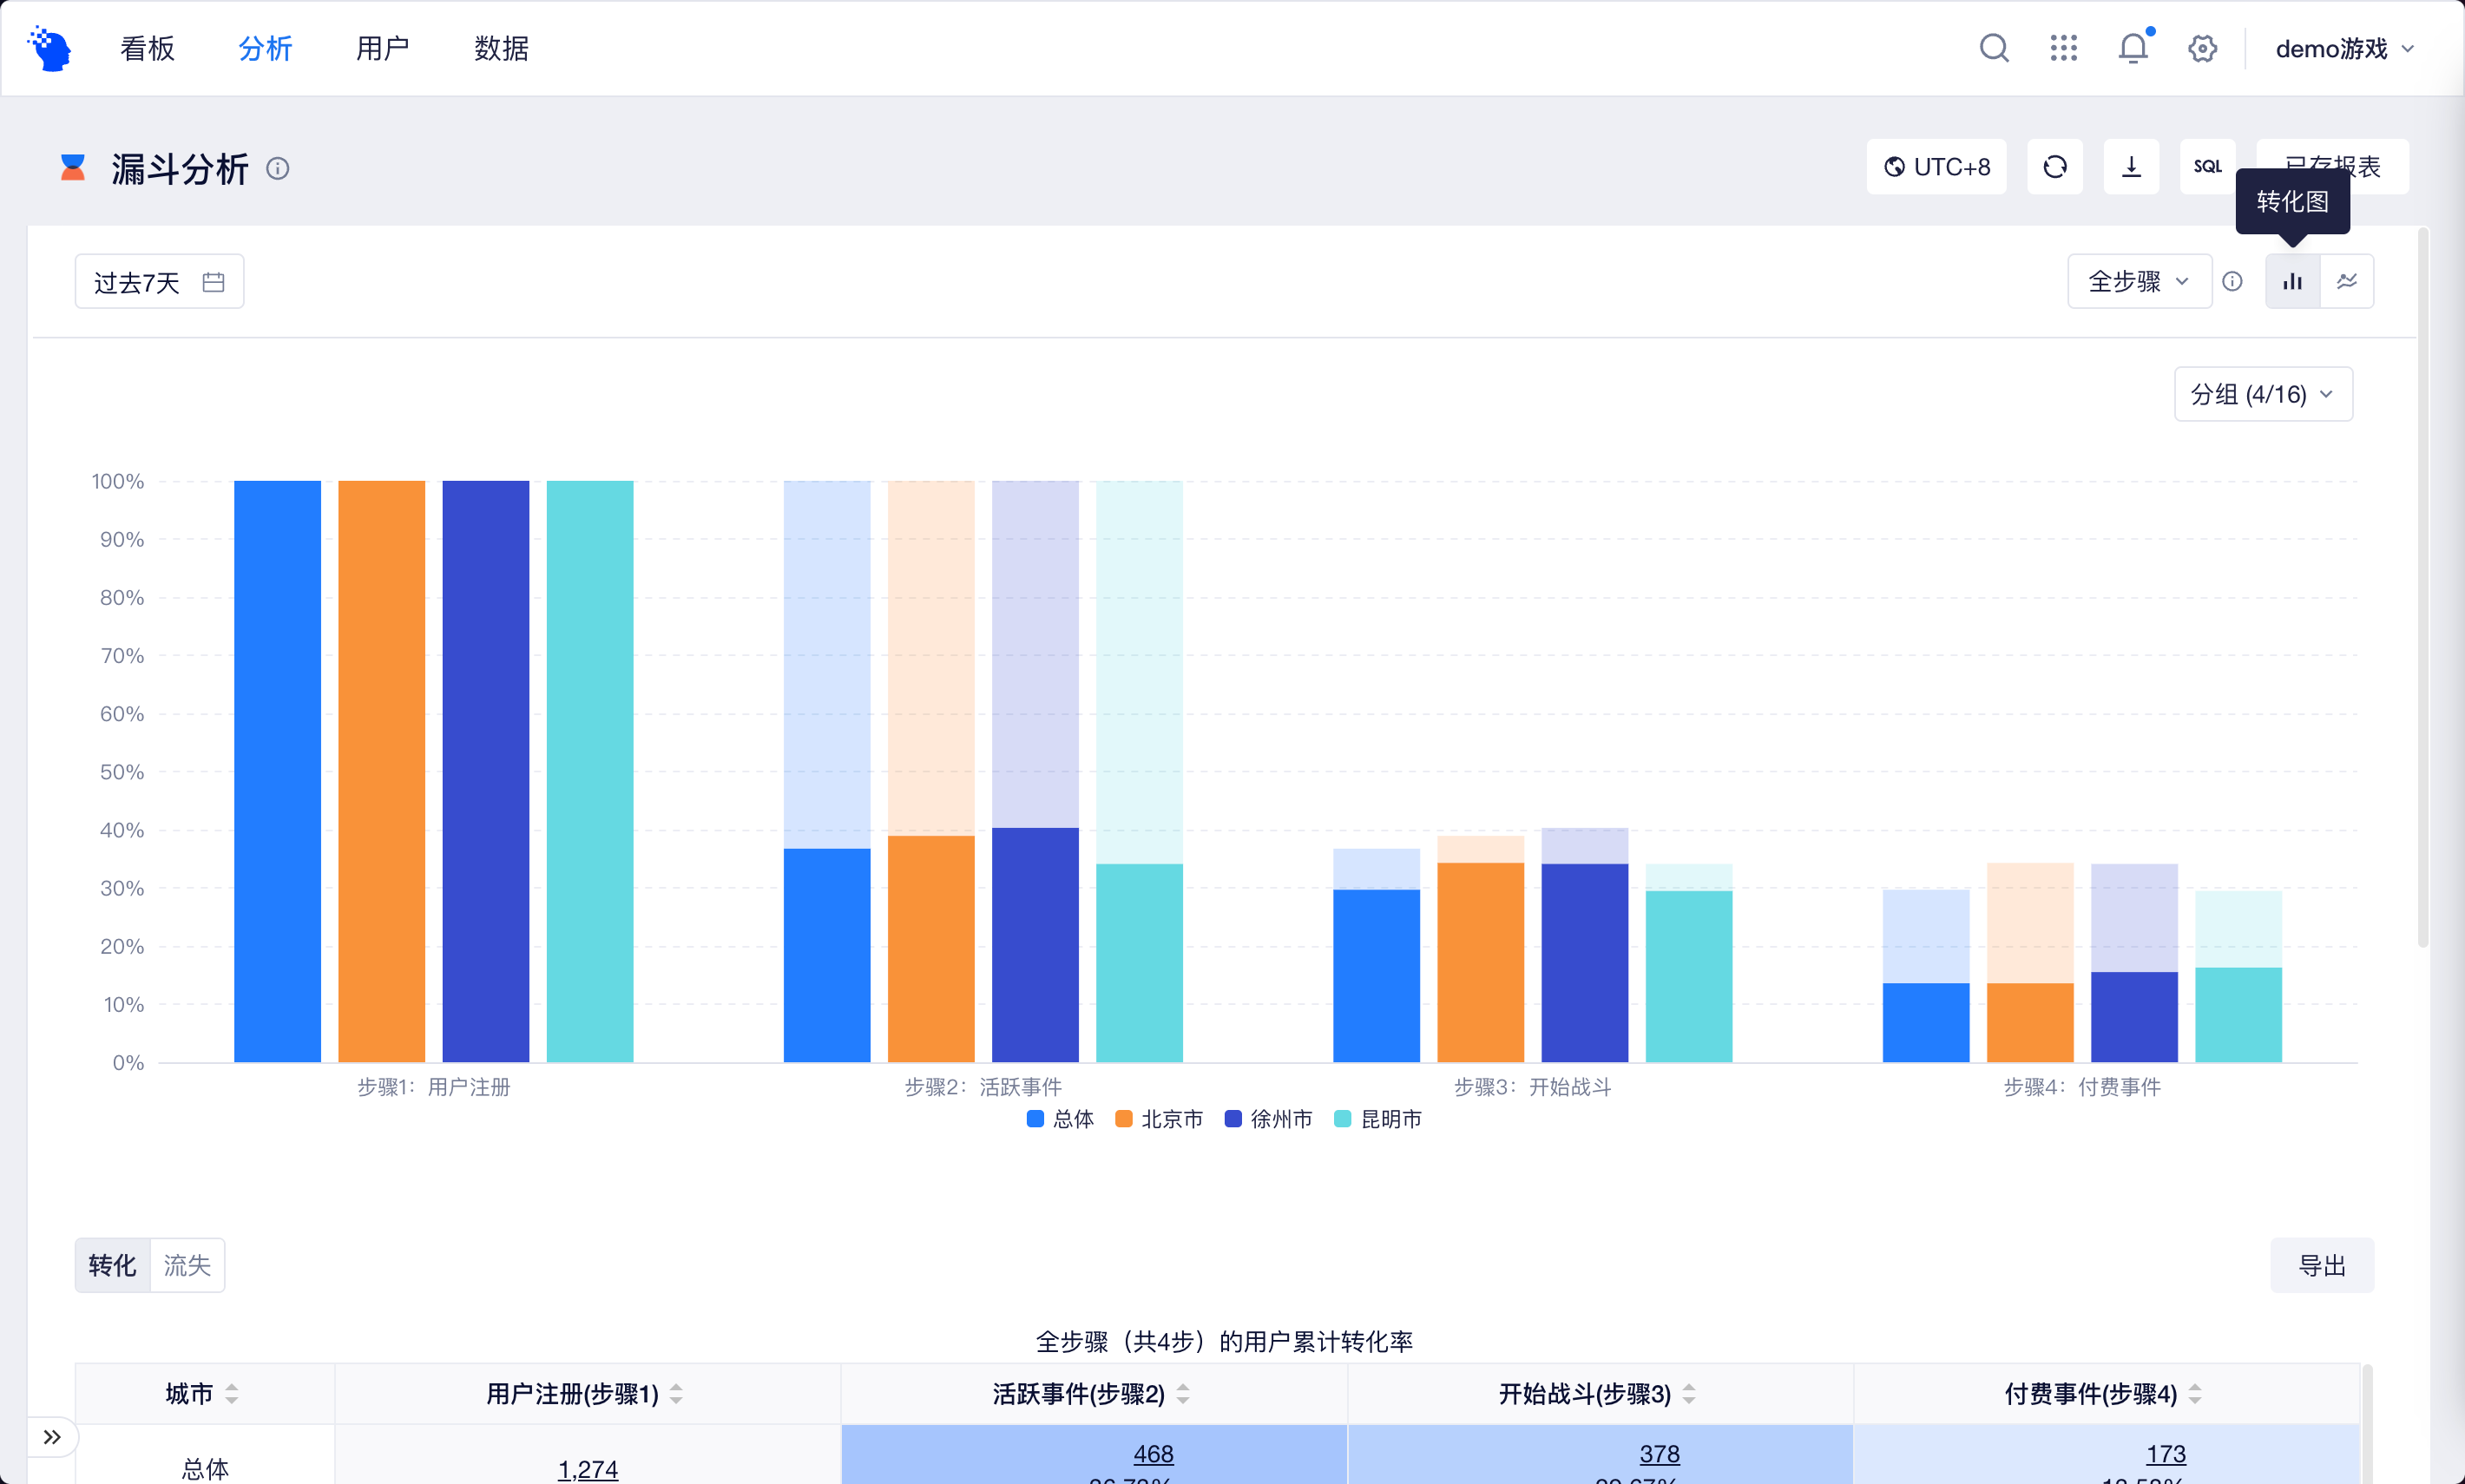 看板 分析 用户 数据 demo游戏
漏斗分析 UTC+8 SQL 已存报表
转化图
过去7天 全步骤
分组 (4/16)
100%
90%
80%
70%
60%
50%
40%
30%
20%
10%
0%
步骤1：用户注册 步骤2：活跃事件 步骤3：开始战斗 步骤4：付费事件
总体 北京市 徐州市 昆明市
转化 流失 导出
全步骤（共4步）的用户累计转化率
城市 用户注册(步骤1) 活跃事件(步骤2) 开始战斗(步骤3) 付费事件(步骤4)
总体 1,274 468 378 173